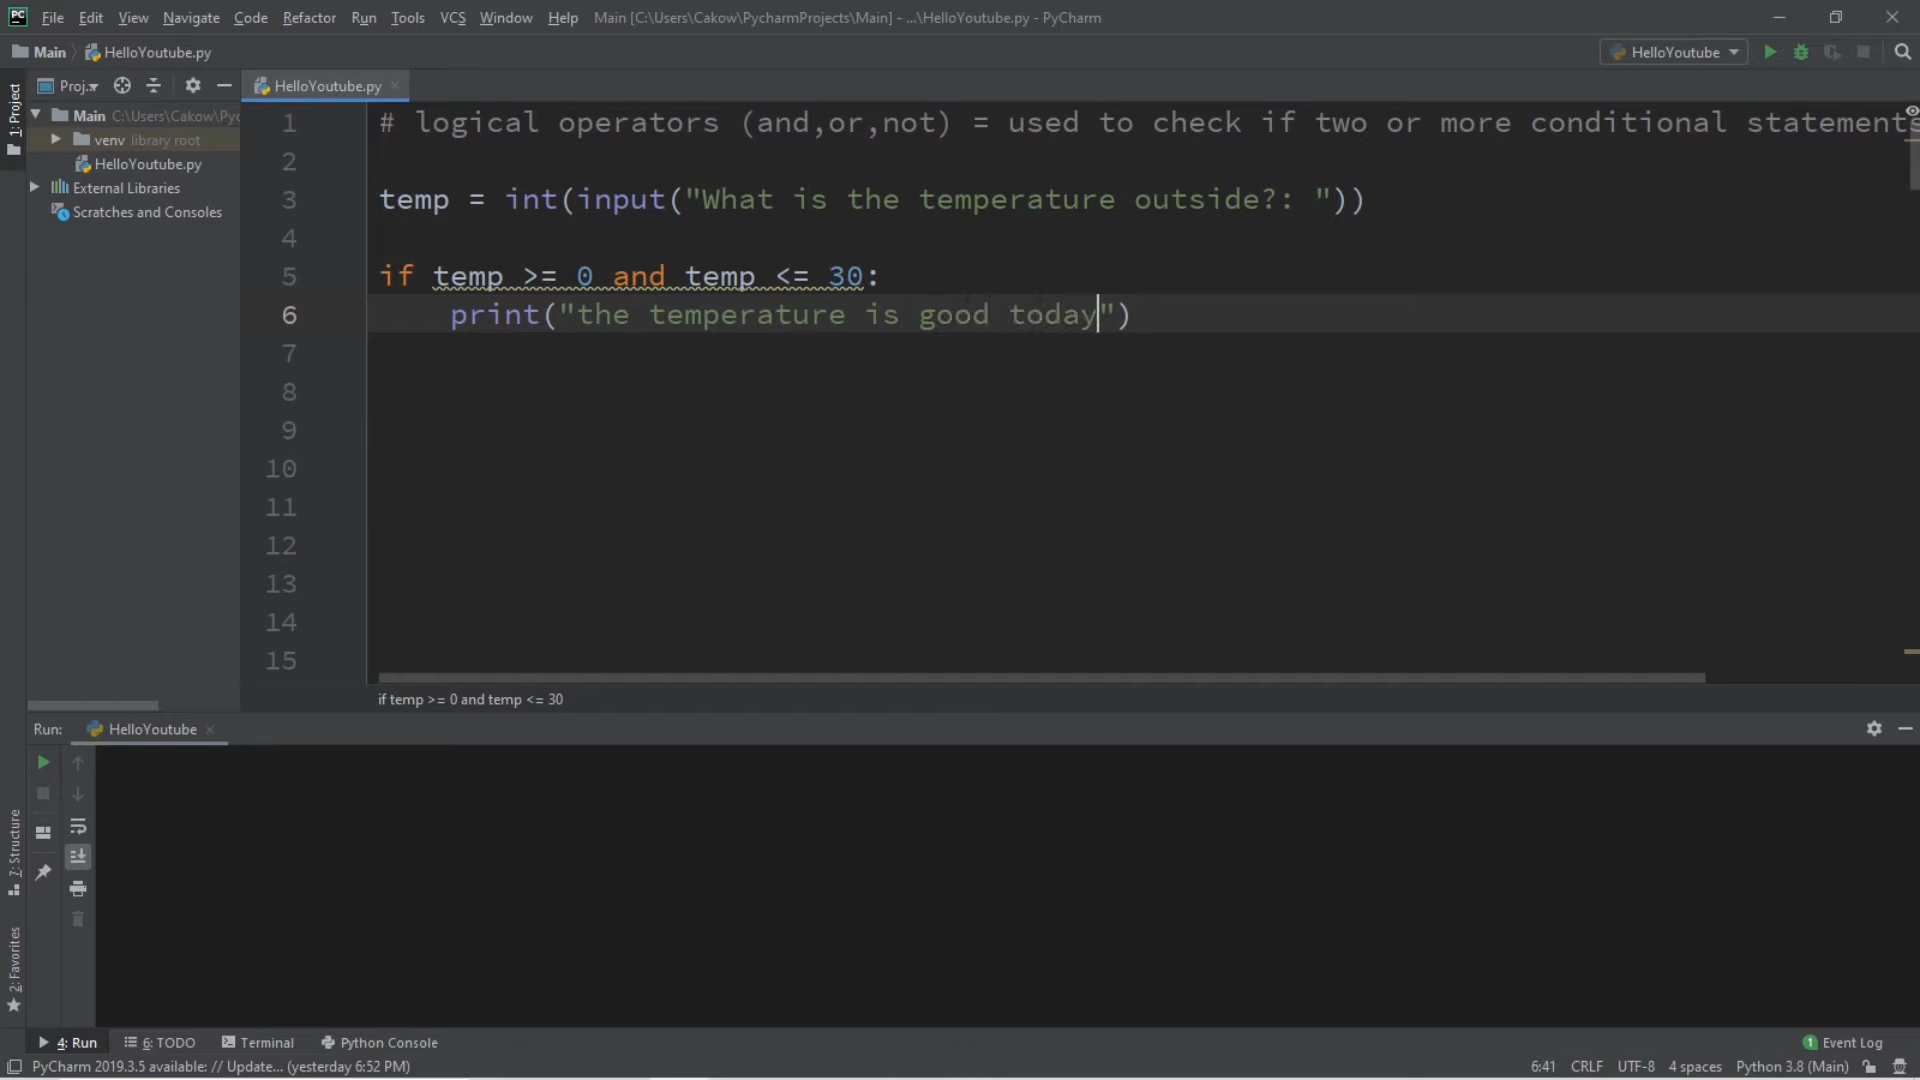 PC File Edit View Navigate Code Refactor Run Tools VCS Window Help Main [C:\Users\Cakow\PycharmProjects\Main] - ...\HelloYoutube.py - PyCharm
Main HelloYoutube.py HelloYoutube
Proj.. HelloYoutube.py
1: Project
Main C:\Users\Cakow\Pyc
venv library root
HelloYoutube.py
External Libraries
Scratches and Consoles
1 # logical operators (and,or,not) = used to check if two or more conditional statements
2
3 temp = int(input("What is the temperature outside?: "))
4
5 if temp >= 0 and temp <= 30:
6 print("the temperature is good today")
7
8
9
10
11
12
13
14
15
if temp >= 0 and temp <= 30
Run: HelloYoutube
7: Structure
2: Favorites
4: Run 6: TODO Terminal Python Console 1 Event Log
PyCharm 2019.3.5 available: // Update... (yesterday 6:52 PM) 6:41 CRLF UTF-8 4 spaces Python 3.8 (Main)